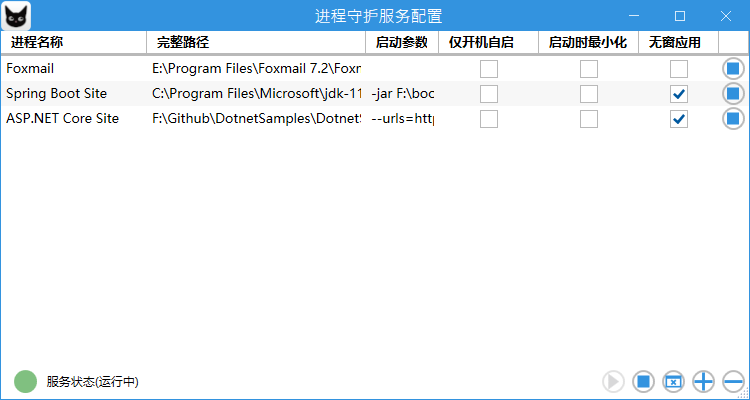 进程守护服务配置
进程名称 完整路径 启动参数 仅开机自启 启动时最小化 无窗应用
Foxmail E:\Program Files\Foxmail 7.2\Foxm
Spring Boot Site C:\Program Files\Microsoft\jdk-11 -jar F:\boc
ASP.NET Core Site F:\Github\DotnetSamples\DotnetS --urls=http
服务状态(运行中)